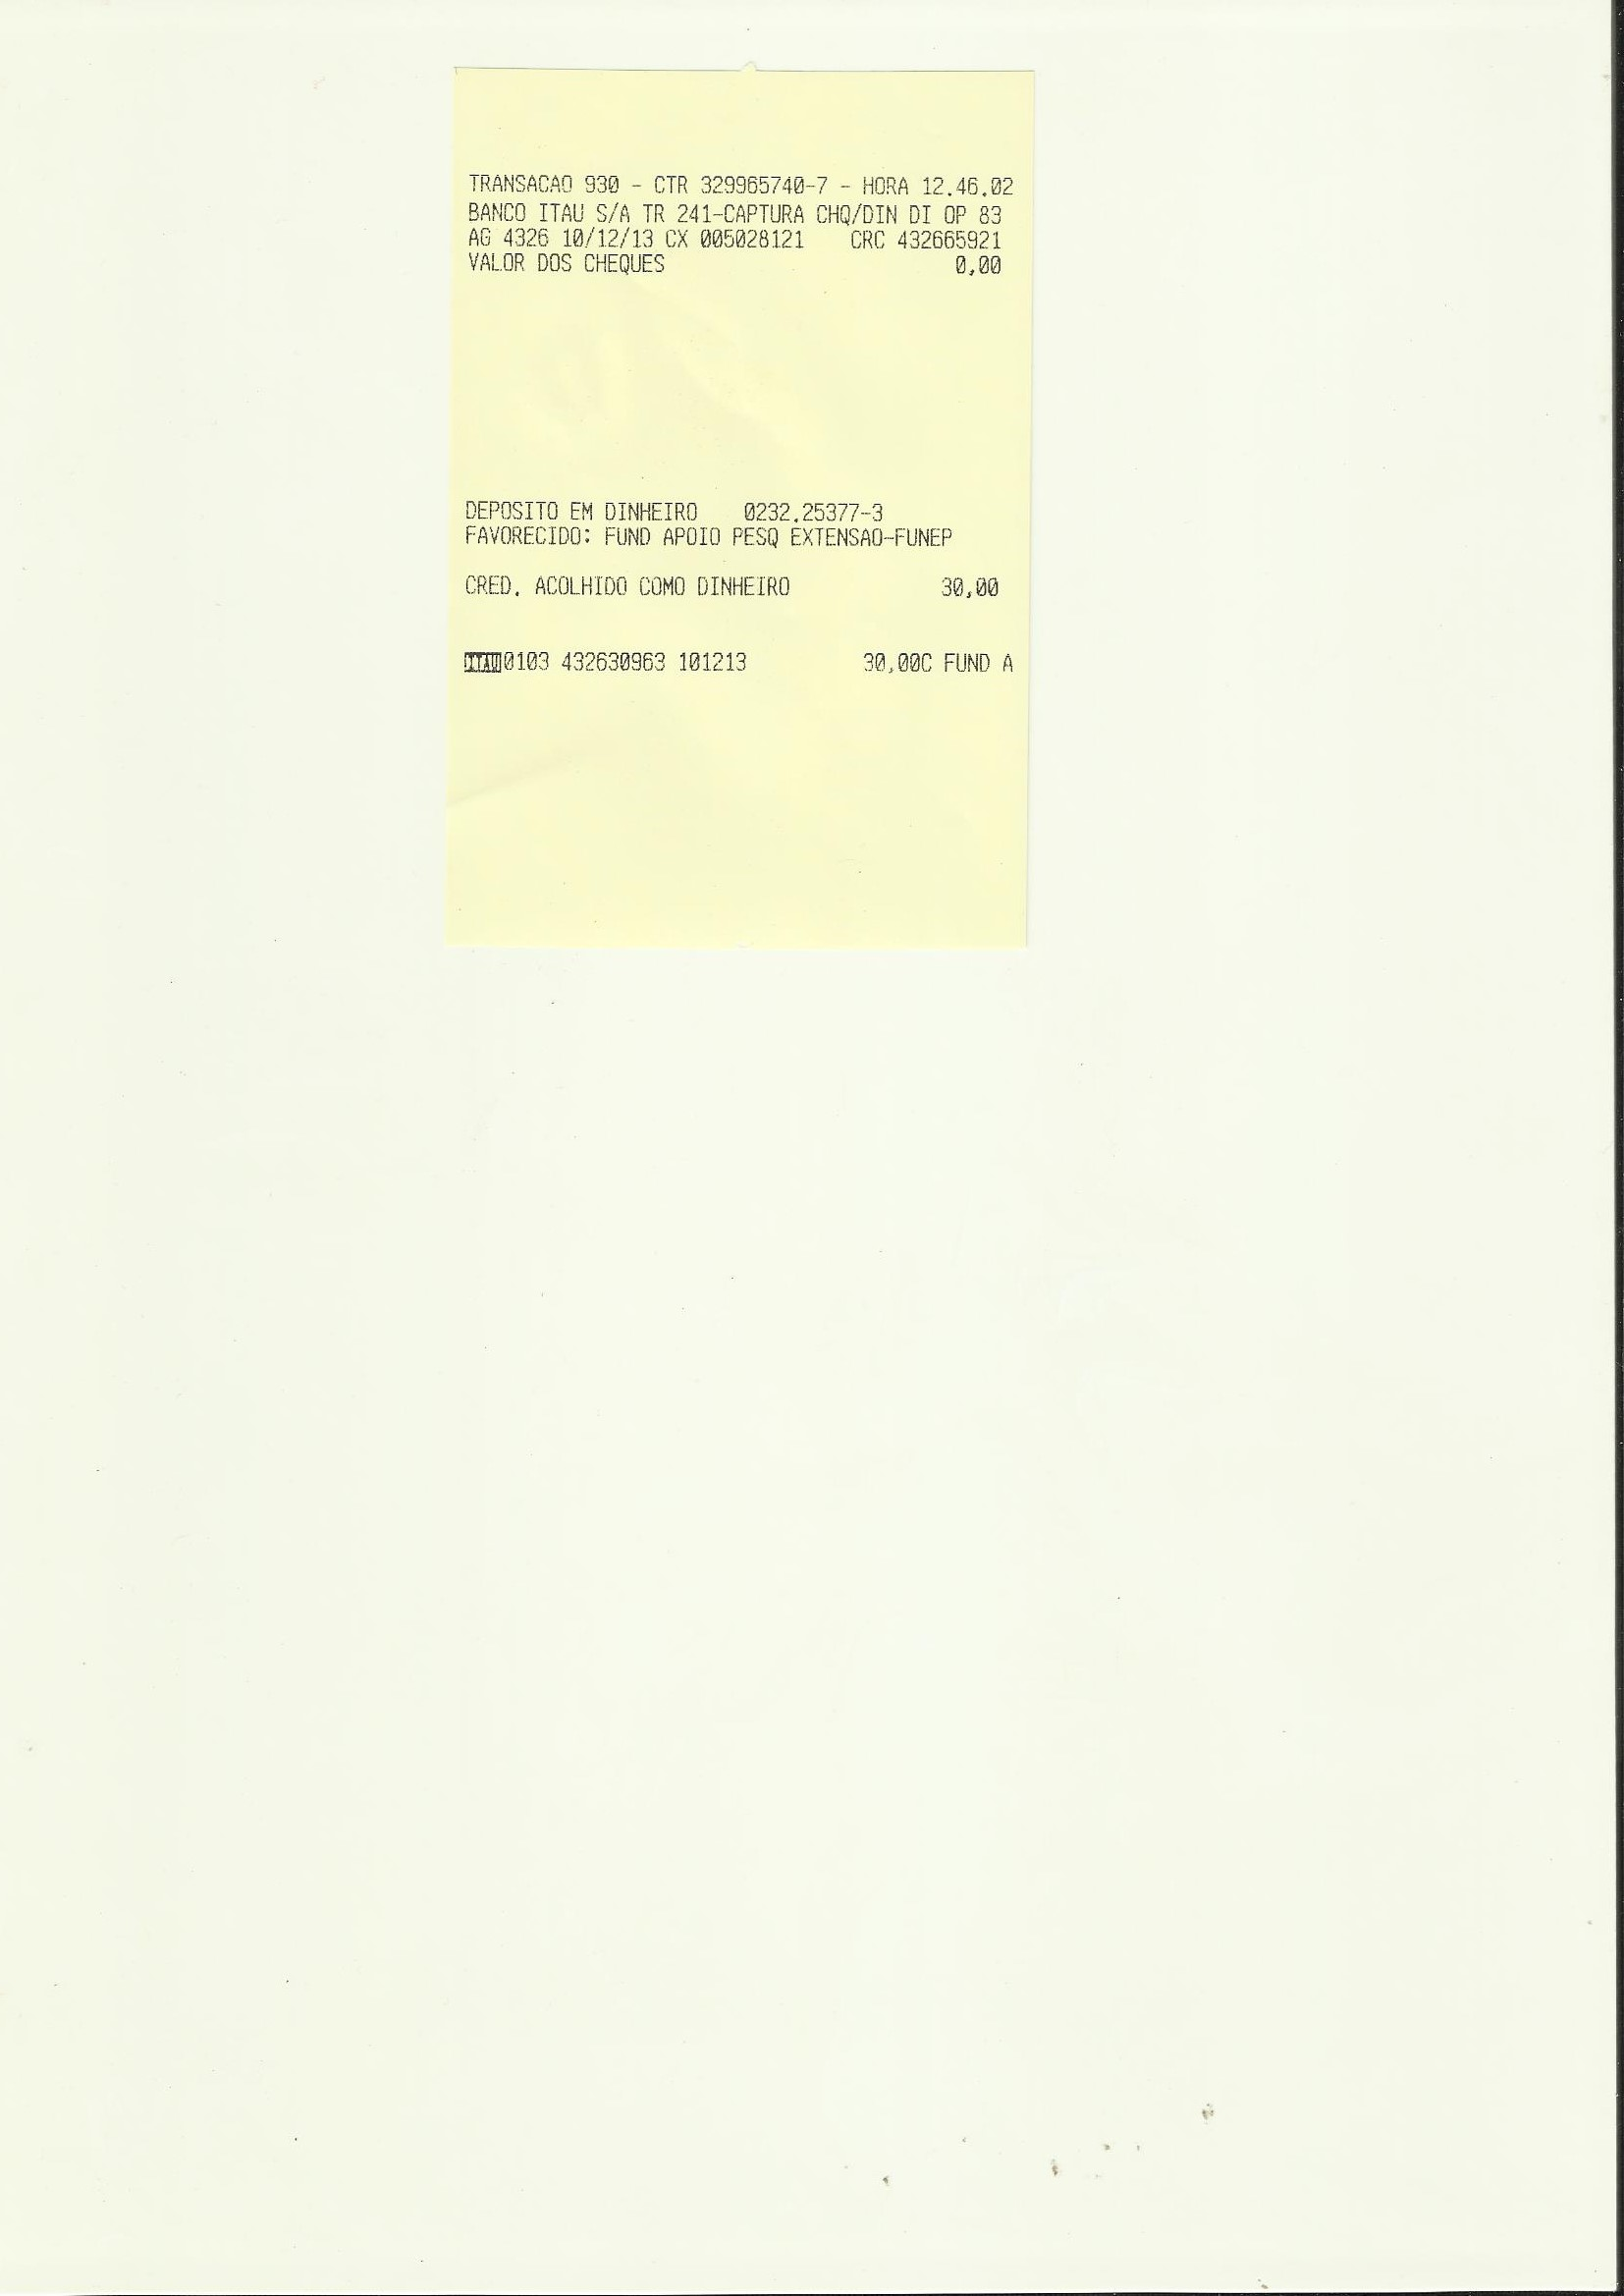 TRANSACAO 930 - CTR 329965740-7 - HORA 12.46.02
BANCO ITAU S/A TR 241-CAPTURA CHQ/DIN DI OP 83
AG 4326 10/12/13 CX 005028121 CRC 432665921
VALOR DOS CHEQUES 0,00
DEPOSITO EM DINHEIRO 0232.25377-3
FAVORECIDO: FUND APOIO PESQ EXTENSAO-FUNEP
CRED. ACOLHIDO COMO DINHEIRO 30,00
ITAU0103 432630963 101213 30,00C FUND A